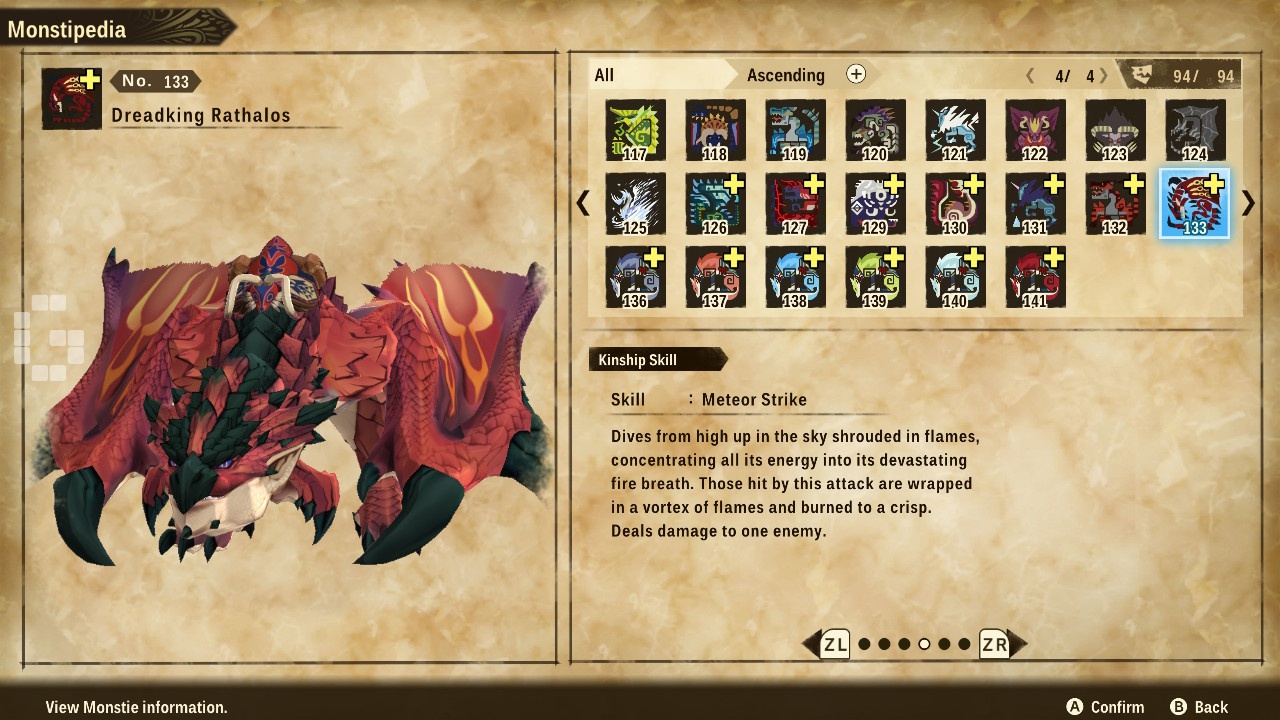 Monstipedia
No. 133
Dreadking Rathalos
All
Ascending
4/ 4
94/ 94
117 118 119 120 121 122 123 124
125 126 127 129 130 131 132 133
136 137 138 139 140 141
Kinship Skill
Skill : Meteor Strike
Dives from high up in the sky shrouded in flames,
concentrating all its energy into its devastating
fire breath. Those hit by this attack are wrapped
in a vortex of flames and burned to a crisp.
Deals damage to one enemy.
ZL ZR
View Monstie information.
A Confirm B Back